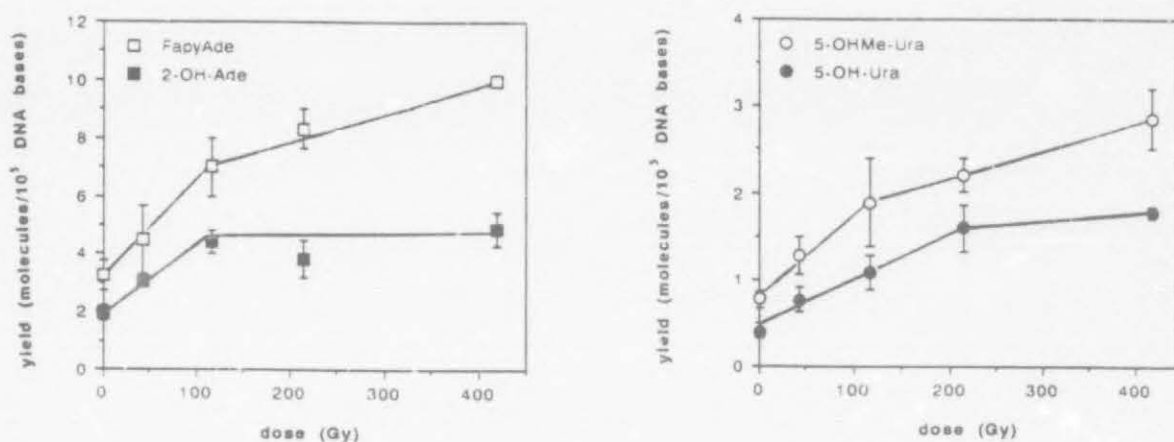 12
10
8
6
4
2
0
yield (molecules/10⁵ DNA bases)
FapyAde
2-OH-Ade
0 100 200 300 400
dose (Gy)
4
3
2
1
0
yield (molecules/10⁵ DNA bases)
5-OHMe-Ura
5-OH-Ura
0 100 200 300 400
dose (Gy)